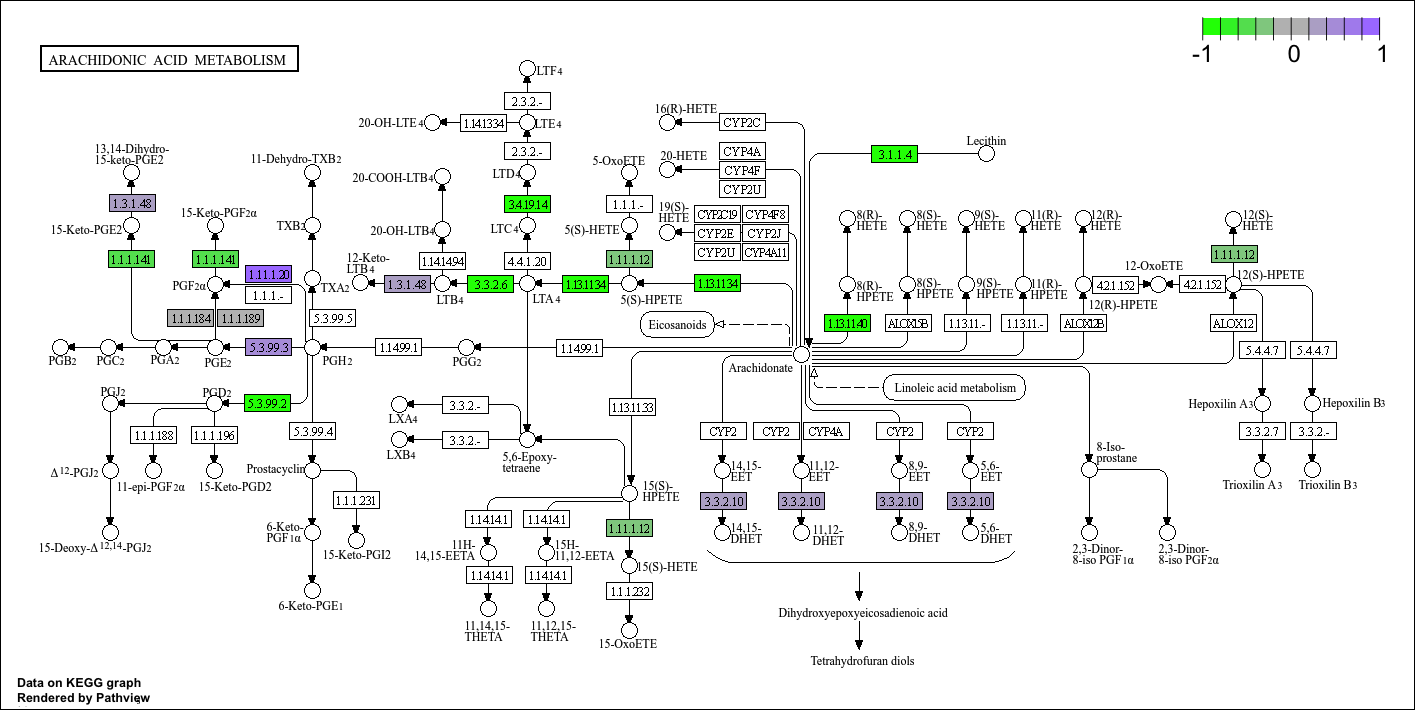 ARACHIDONIC ACID METABOLISM
-1 0 1
LTF4
2.3.2.-
20-OH-LTE4
1.14.13.34
LTE4
2.3.2.-
16(R)-HETE
CYP2C
Lecithin
3.1.1.4
13,14-Dihydro-
15-keto-PGE2
11-Dehydro-TXB2
20-COOH-LTB4
LTD4
5-OxoETE
20-HETE
CYP4A
CYP4F
CYP2U
1.3.1.48
3.4.19.14
1.1.1.-
15-Keto-PGF2α
15-Keto-PGE2
TXB2
20-OH-LTB4
LTC4
5(S)-HETE
19(S)-
HETE
CYP2C19
CYP4F8
CYP2E
CYP2J
CYP2U
CYP4A11
8(R)-
HETE
8(S)-
HETE
9(S)-
HETE
11(R)-
HETE
12(R)-
HETE
12(S)-
HETE
1.1.1.141
1.1.1.141
1.1.1.20
1.1.1.-
12-Keto-
LTB4
1.14.14.94
4.4.1.20
1.11.1.12
1.11.1.12
PGF2α
TXA2
1.3.1.48
LTB4
3.3.2.6
LTA4
1.13.11.34
5(S)-HPETE
1.13.11.34
8(R)-
HPETE
8(S)-
HPETE
9(S)-
HPETE
11(R)-
HPETE
12(R)-HPETE
4.2.1.152
12-OxoETE
4.2.1.152
12(S)-HPETE
1.1.1.184
1.1.1.189
5.3.99.5
Eicosanoids
1.13.11.40
ALOX15B
1.13.11.-
1.13.11.-
ALOX12B
ALOX12
PGB2
PGC2
PGA2
PGE2
5.3.99.3
PGH2
1.14.99.1
PGG2
1.14.99.1
Arachidonate
5.4.4.7
5.4.4.7
Linoleic acid metabolism
PGJ2
PGD2
5.3.99.2
LXA4
3.3.2.-
1.13.11.33
Hepoxilin A3
Hepoxilin B3
1.1.1.188
1.1.1.196
5.3.99.4
LXB4
3.3.2.-
5,6-Epoxy-
tetraene
CYP2
CYP2
CYP4A
CYP2
CYP2
3.3.2.7
3.3.2.-
8-Iso-
prostane
Δ12-PGJ2
11-epi-PGF2α
15-Keto-PGD2
Prostacyclin
14,15-
EET
11,12-
EET
8,9-
EET
5,6-
EET
Trioxilin A3
Trioxilin B3
1.1.1.231
15(S)-
HPETE
3.3.2.10
3.3.2.10
3.3.2.10
3.3.2.10
1.14.14.1
1.14.14.1
1.11.1.12
15-Deoxy-Δ12,14-PGJ2
6-Keto-
PGF1α
15-Keto-PGI2
11H-
14,15-EETA
15H-
11,12-EETA
14,15-
DHET
11,12-
DHET
8,9-
DHET
5,6-
DHET
2,3-Dinor-
8-iso PGF1α
2,3-Dinor-
8-iso PGF2α
1.14.14.1
1.14.14.1
15(S)-HETE
1.1.1.232
6-Keto-PGE1
11,14,15-
THETA
11,12,15-
THETA
15-OxoETE
Dihydroxyepoxyeicosadienoic acid
Tetrahydrofuran diols
Data on KEGG graph
Rendered by Pathview